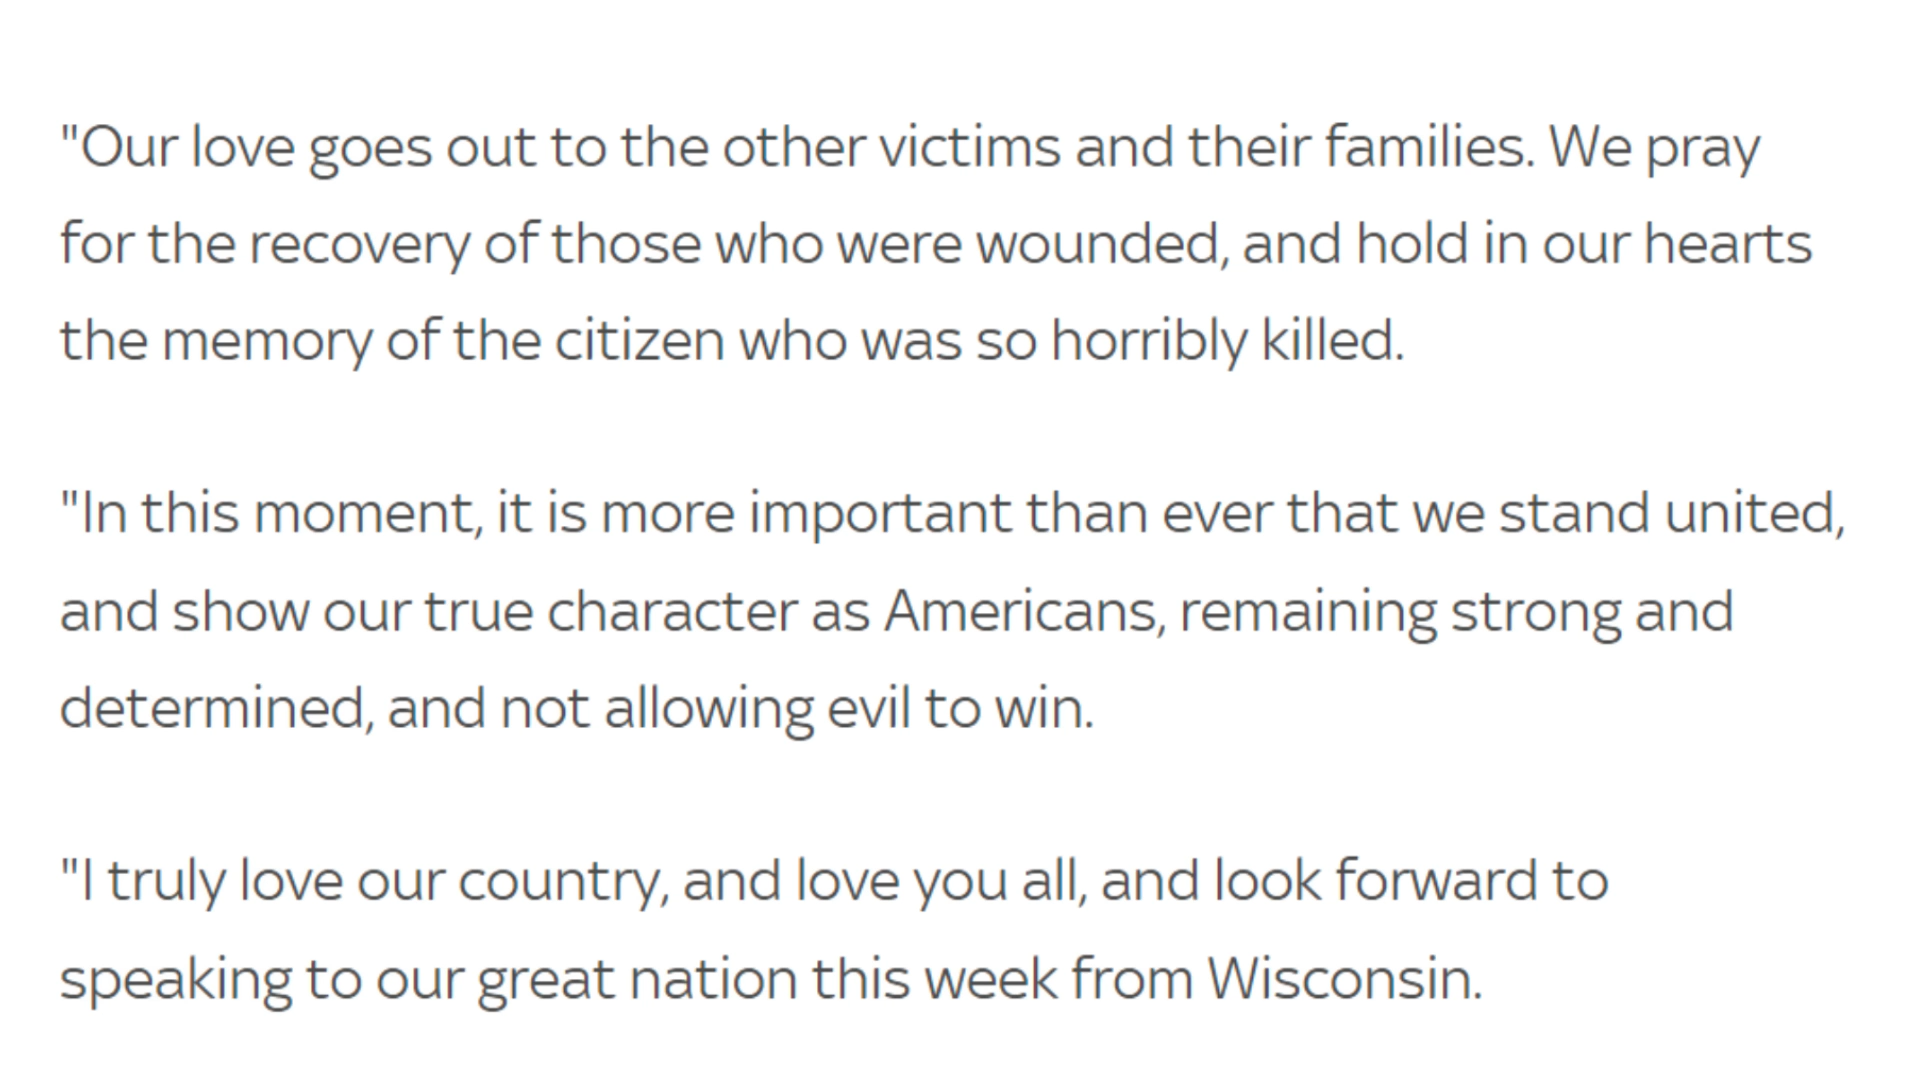 "Our love goes out to the other victims and their families. We pray
for the recovery of those who were wounded, and hold in our hearts
the memory of the citizen who was so horribly killed.
"In this moment, it is more important than ever that we stand united,
and show our true character as Americans, remaining strong and
determined, and not allowing evil to win.
"I truly love our country, and love you all, and look forward to
speaking to our great nation this week from Wisconsin.